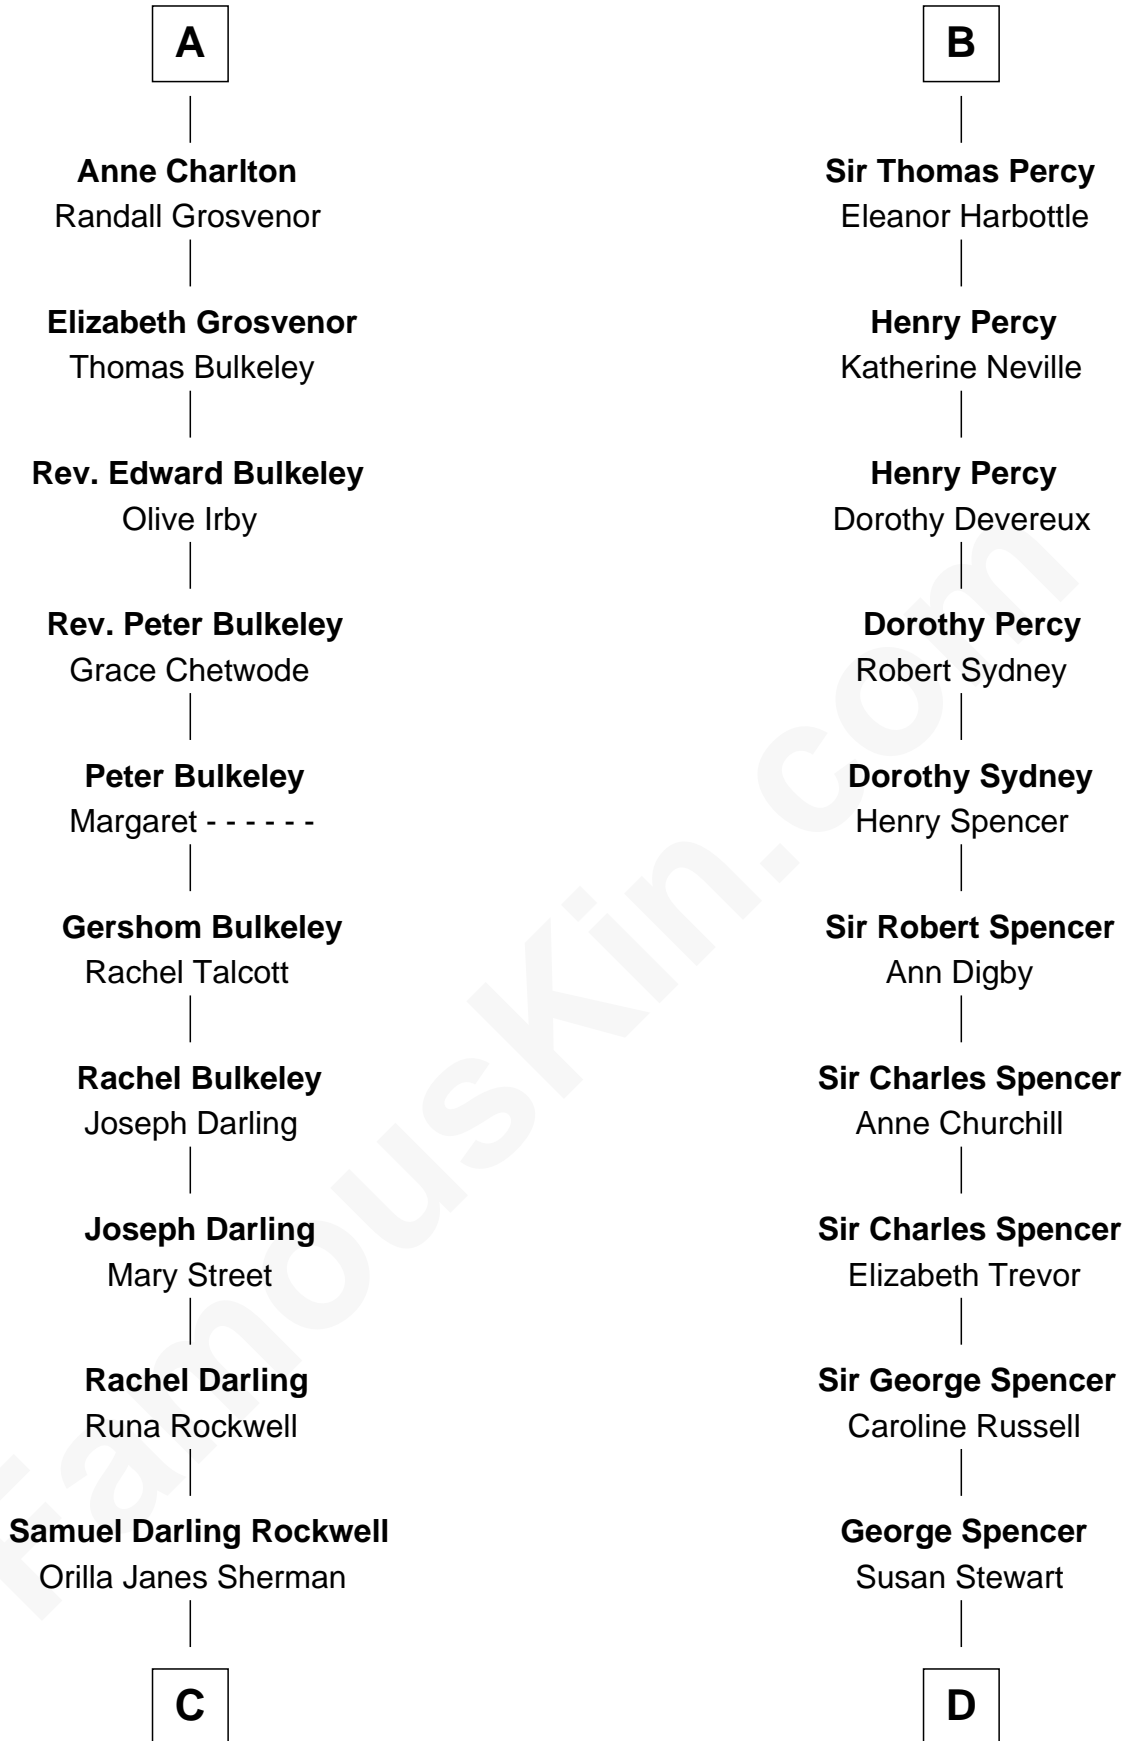 A
Anne Charlton
Randall Grosvenor
Elizabeth Grosvenor
Thomas Bulkeley
Rev. Edward Bulkeley
Olive Irby
Rev. Peter Bulkeley
Grace Chetwode
Peter Bulkeley
Margaret - - - - - -
Gershom Bulkeley
Rachel Talcott
Rachel Bulkeley
Joseph Darling
Joseph Darling
Mary Street
Rachel Darling
Runa Rockwell
Samuel Darling Rockwell
Orilla Janes Sherman
C
B
Sir Thomas Percy
Eleanor Harbottle
Henry Percy
Katherine Neville
Henry Percy
Dorothy Devereux
Dorothy Percy
Robert Sydney
Dorothy Sydney
Henry Spencer
Sir Robert Spencer
Ann Digby
Sir Charles Spencer
Anne Churchill
Sir Charles Spencer
Elizabeth Trevor
Sir George Spencer
Caroline Russell
George Spencer
Susan Stewart
D
FamousKin.com